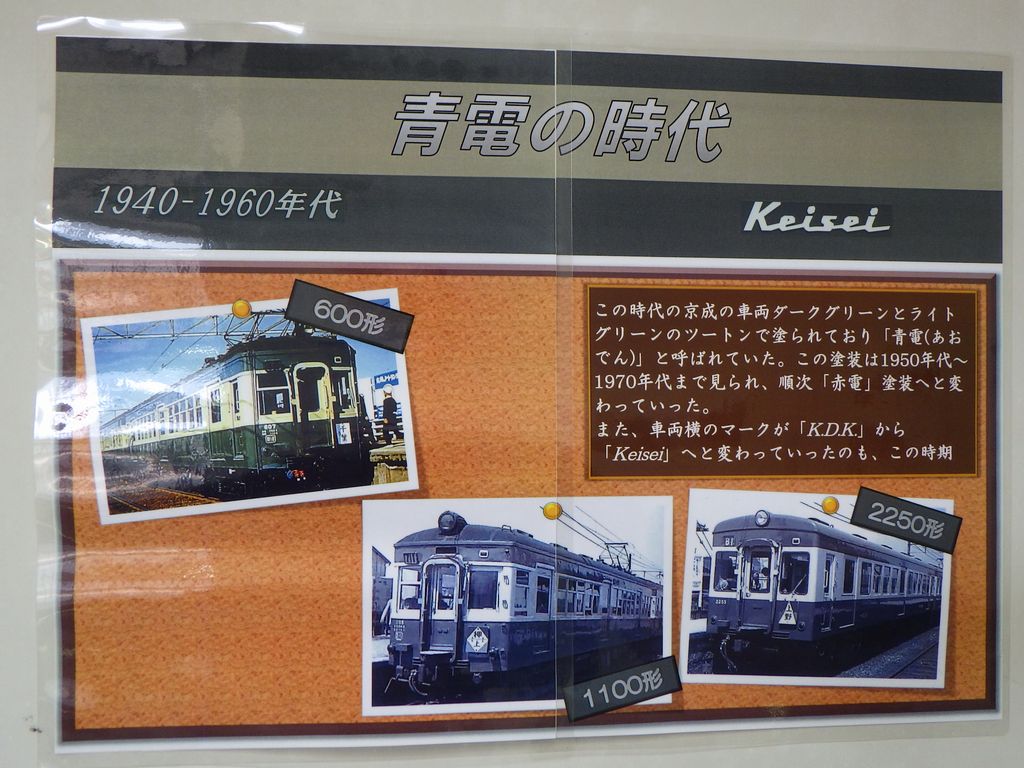 青電の時代
1940-1960年代
Keisei
600形
この時代の京成の車両ダークグリーンとライト
グリーンのツートンで塗られており「青電(あお
でん)」と呼ばれていた。この塗装は1950年代～
1970年代まで見られ、順次「赤電」塗装へと変
わっていった。
また、車両横のマークが「K.D.K.」から
「Keisei」へと変わっていったのも、この時期
607
2250形
2253
上野
1100形